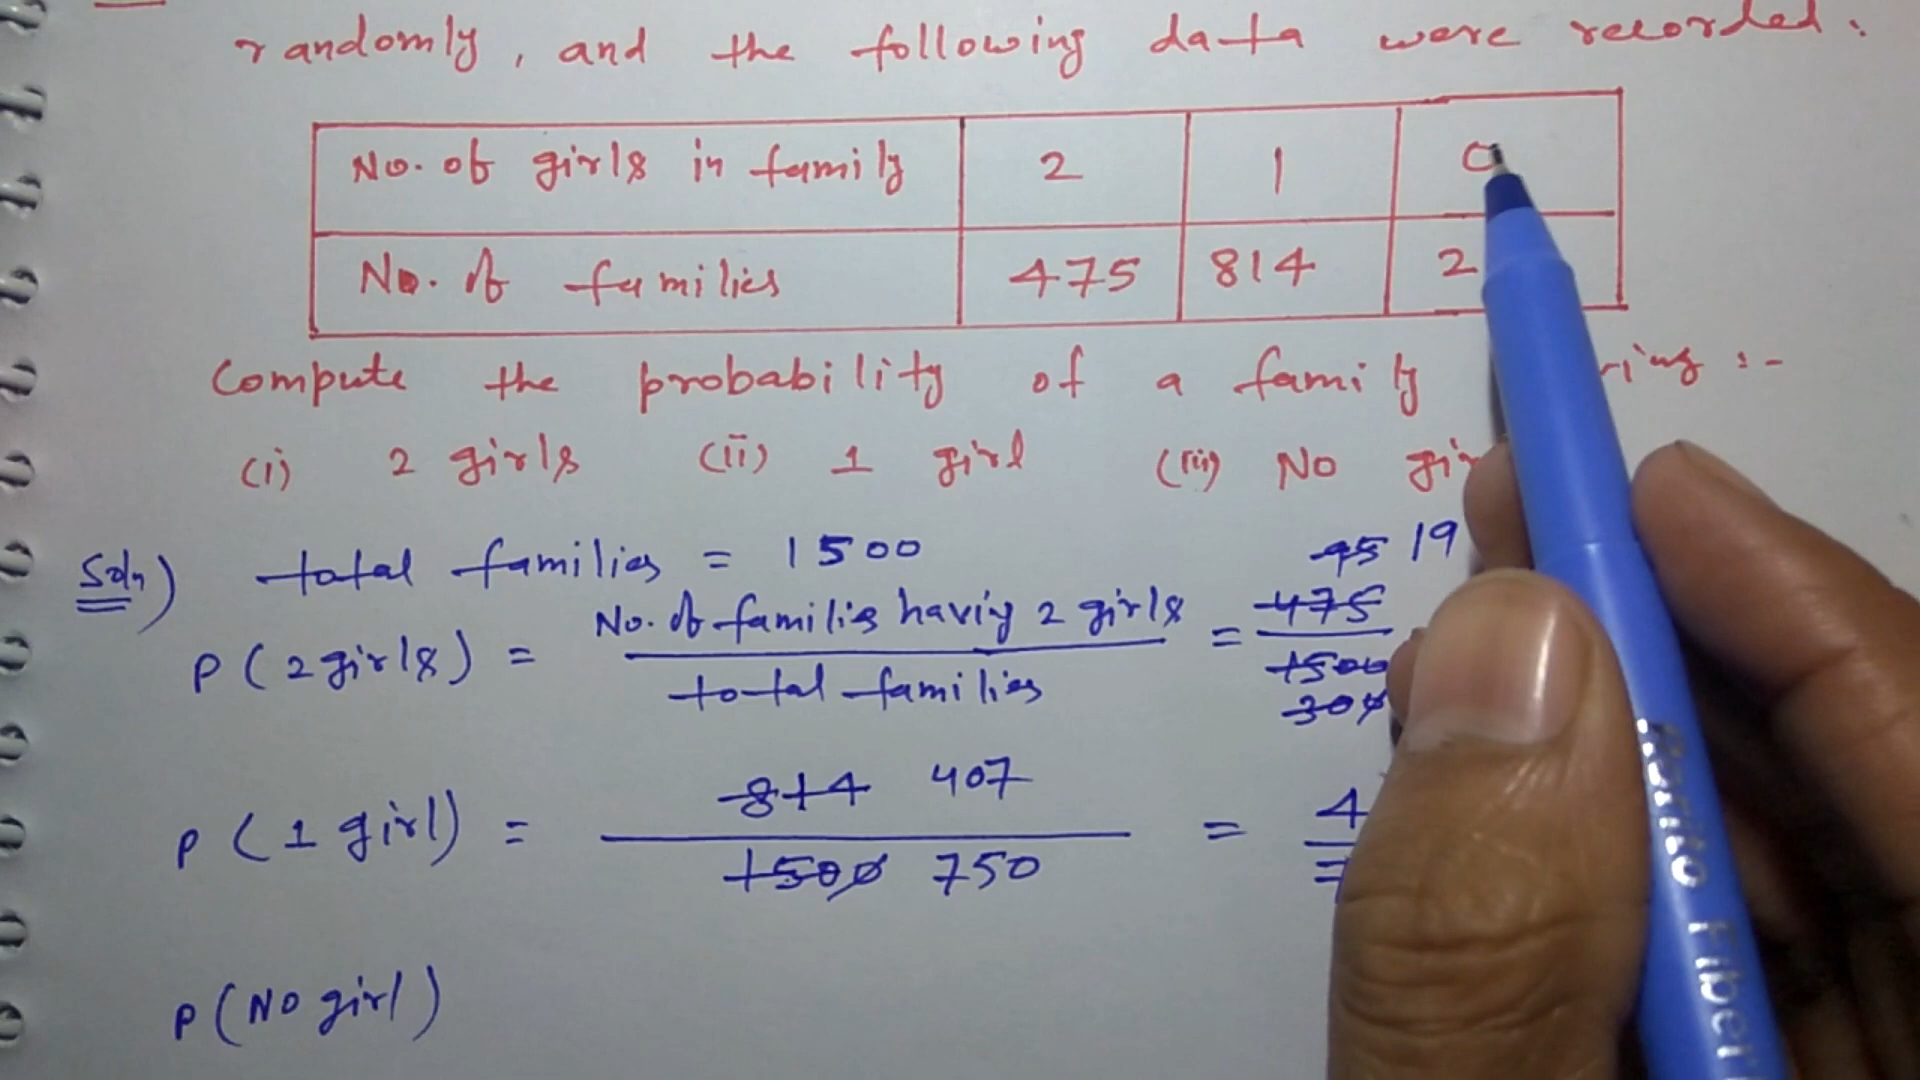 randomly, and the following data were recorded.
No. of girls in family 2 1 0
No. of families 475 814 2
Compute the probability of a family :-
(i) 2 girls (ii) 1 girl (iii) No
Soln) total families = 1500
P(2 girls) = No. of families havig 2 girls / total families = 475 / 1500
95 19
300
P(1 girl) = 814 407 / 1500 750 = 4
P(No girl)
Rorito Fiber